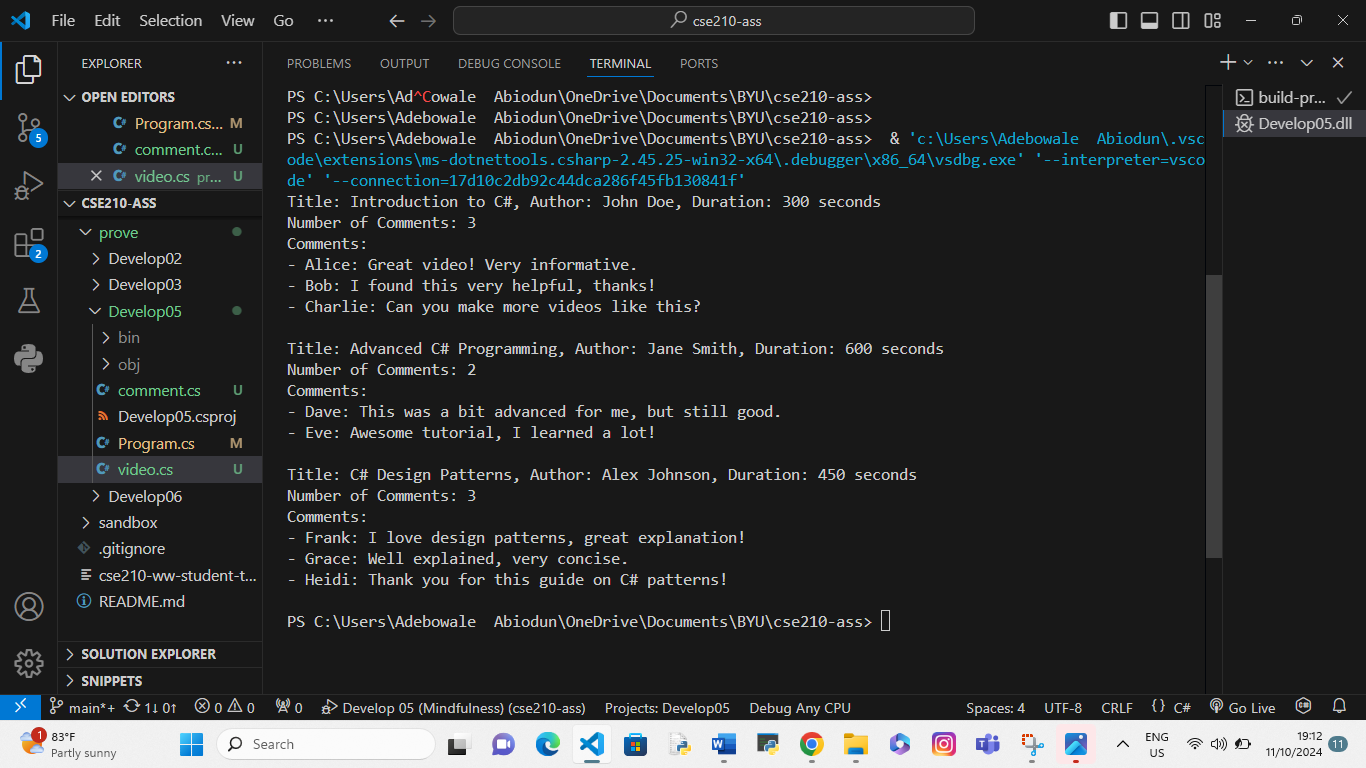 File Edit Selection View Go ···
cse210-ass
EXPLORER
OPEN EDITORS
Program.cs... M
comment.c... U
video.cs pr... U
CSE210-ASS
prove
Develop02
Develop03
Develop05
bin
obj
comment.cs U
Develop05.csproj
Program.cs M
video.cs U
Develop06
sandbox
.gitignore
cse210-ww-student-t...
README.md
SOLUTION EXPLORER
SNIPPETS
5
2
PROBLEMS OUTPUT DEBUG CONSOLE TERMINAL PORTS
PS C:\Users\Ad^Cowale  Abiodun\OneDrive\Documents\BYU\cse210-ass>
PS C:\Users\Adebowale  Abiodun\OneDrive\Documents\BYU\cse210-ass>
PS C:\Users\Adebowale  Abiodun\OneDrive\Documents\BYU\cse210-ass>  & 'c:\Users\Adebowale  Abiodun\.vsc
ode\extensions\ms-dotnettools.csharp-2.45.25-win32-x64\.debugger\x86_64\vsdbg.exe' '--interpreter=vsco
de' '--connection=17d10c2db92c44dca286f45fb130841f'
Title: Introduction to C#, Author: John Doe, Duration: 300 seconds
Number of Comments: 3
Comments:
- Alice: Great video! Very informative.
- Bob: I found this very helpful, thanks!
- Charlie: Can you make more videos like this?
Title: Advanced C# Programming, Author: Jane Smith, Duration: 600 seconds
Number of Comments: 2
Comments:
- Dave: This was a bit advanced for me, but still good.
- Eve: Awesome tutorial, I learned a lot!
Title: C# Design Patterns, Author: Alex Johnson, Duration: 450 seconds
Number of Comments: 3
Comments:
- Frank: I love design patterns, great explanation!
- Grace: Well explained, very concise.
- Heidi: Thank you for this guide on C# patterns!
PS C:\Users\Adebowale  Abiodun\OneDrive\Documents\BYU\cse210-ass>
build-pr...
Develop05.dll
main*+ 1↓ 0↑ 0 0 0 Develop 05 (Mindfulness) (cse210-ass) Projects: Develop05 Debug Any CPU Spaces: 4 UTF-8 CRLF {} C# Go Live
1
83°F
Partly sunny
Search
ENG
US
19:12
11/10/2024
11